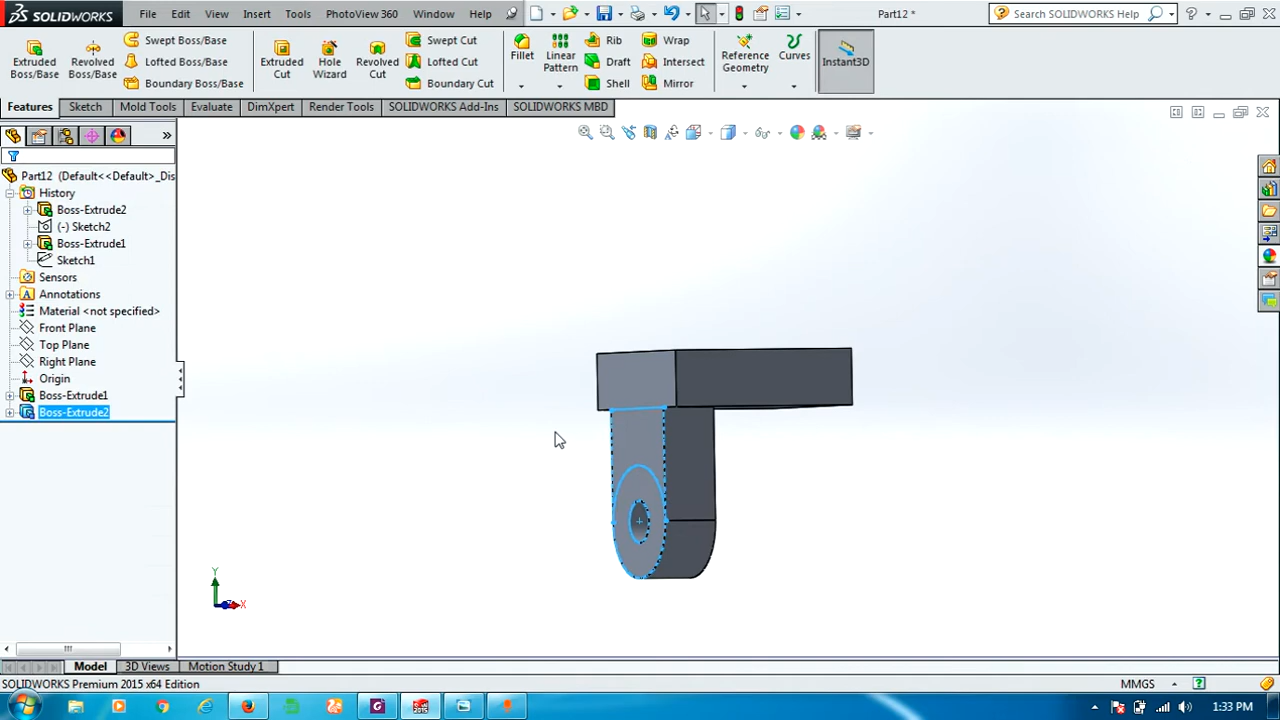 SOLIDWORKS File Edit View Insert Tools PhotoView 360 Window Help Part12 * Search SOLIDWORKS Help
Extruded Boss/Base
Revolved Boss/Base
Swept Boss/Base
Lofted Boss/Base
Boundary Boss/Base
Extruded Cut
Hole Wizard
Revolved Cut
Swept Cut
Lofted Cut
Boundary Cut
Fillet
Linear Pattern
Rib
Draft
Shell
Wrap
Intersect
Mirror
Reference Geometry
Curves
Instant3D
Features Sketch Mold Tools Evaluate DimXpert Render Tools SOLIDWORKS Add-Ins SOLIDWORKS MBD
Part12 (Default<<Default>_Dis
History
Boss-Extrude2
(-) Sketch2
Boss-Extrude1
Sketch1
Sensors
Annotations
Material <not specified>
Front Plane
Top Plane
Right Plane
Origin
Boss-Extrude1
Boss-Extrude2
Y
X
Model 3D Views Motion Study 1
SOLIDWORKS Premium 2015 x64 Edition MMGS
1:33 PM